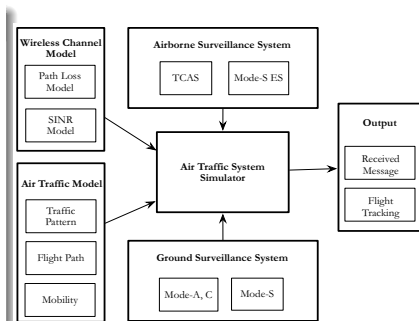 Wireless Channel
Model
Path Loss
Model
SINR
Model
Air Traffic Model
Traffic
Pattern
Flight Path
Mobility
Airborne Surveillance System
TCAS
Mode-S ES
Air Traffic System
Simulator
Ground Surveillance System
Mode-A, C
Mode-S
Output
Received
Message
Flight
Tracking